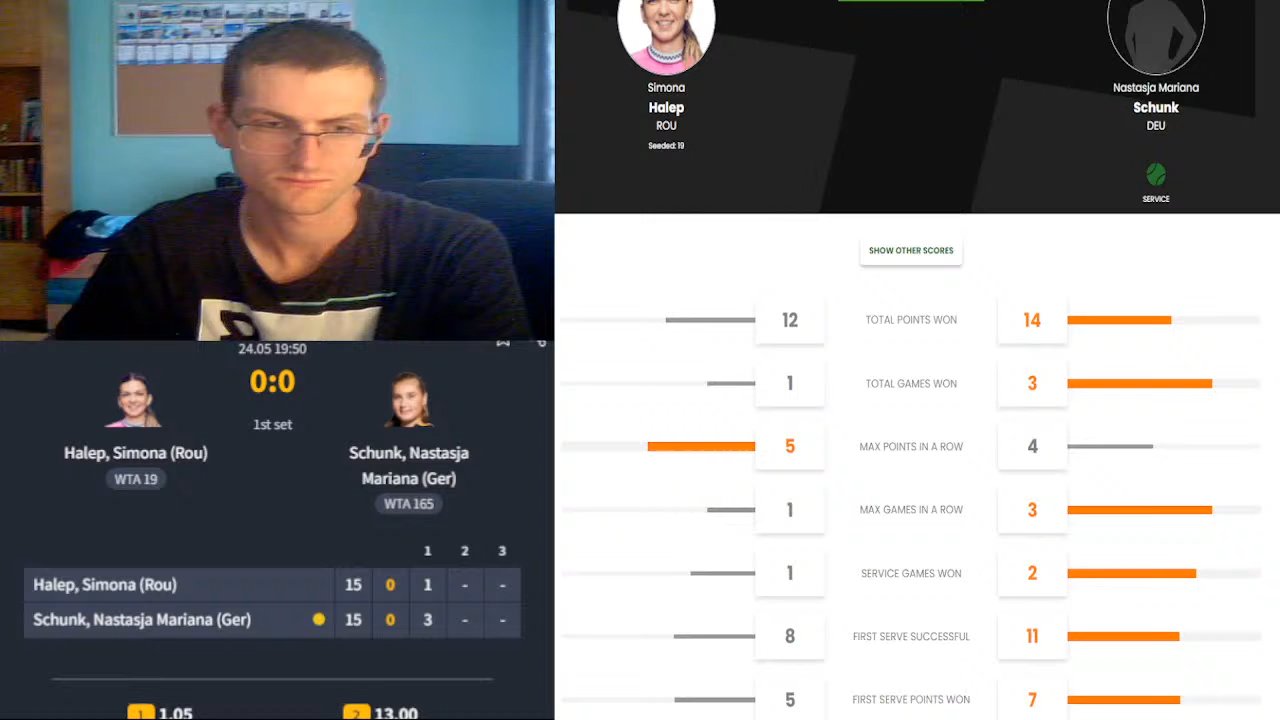 Simona
Halep
ROU
Seeded: 19
Nastasja Mariana
Schunk
DEU
SERVICE
SHOW OTHER SCORES
12 TOTAL POINTS WON 14
1 TOTAL GAMES WON 3
5 MAX POINTS IN A ROW 4
1 MAX GAMES IN A ROW 3
1 SERVICE GAMES WON 2
8 FIRST SERVE SUCCESSFUL 11
5 FIRST SERVE POINTS WON 7
24.05 19:50
0:0
1st set
Halep, Simona (Rou)
WTA 19
Schunk, Nastasja
Mariana (Ger)
WTA 165
1 2 3
Halep, Simona (Rou) 15 0 1 - -
Schunk, Nastasja Mariana (Ger) 15 0 3 - -
1 1.05 2 13.00